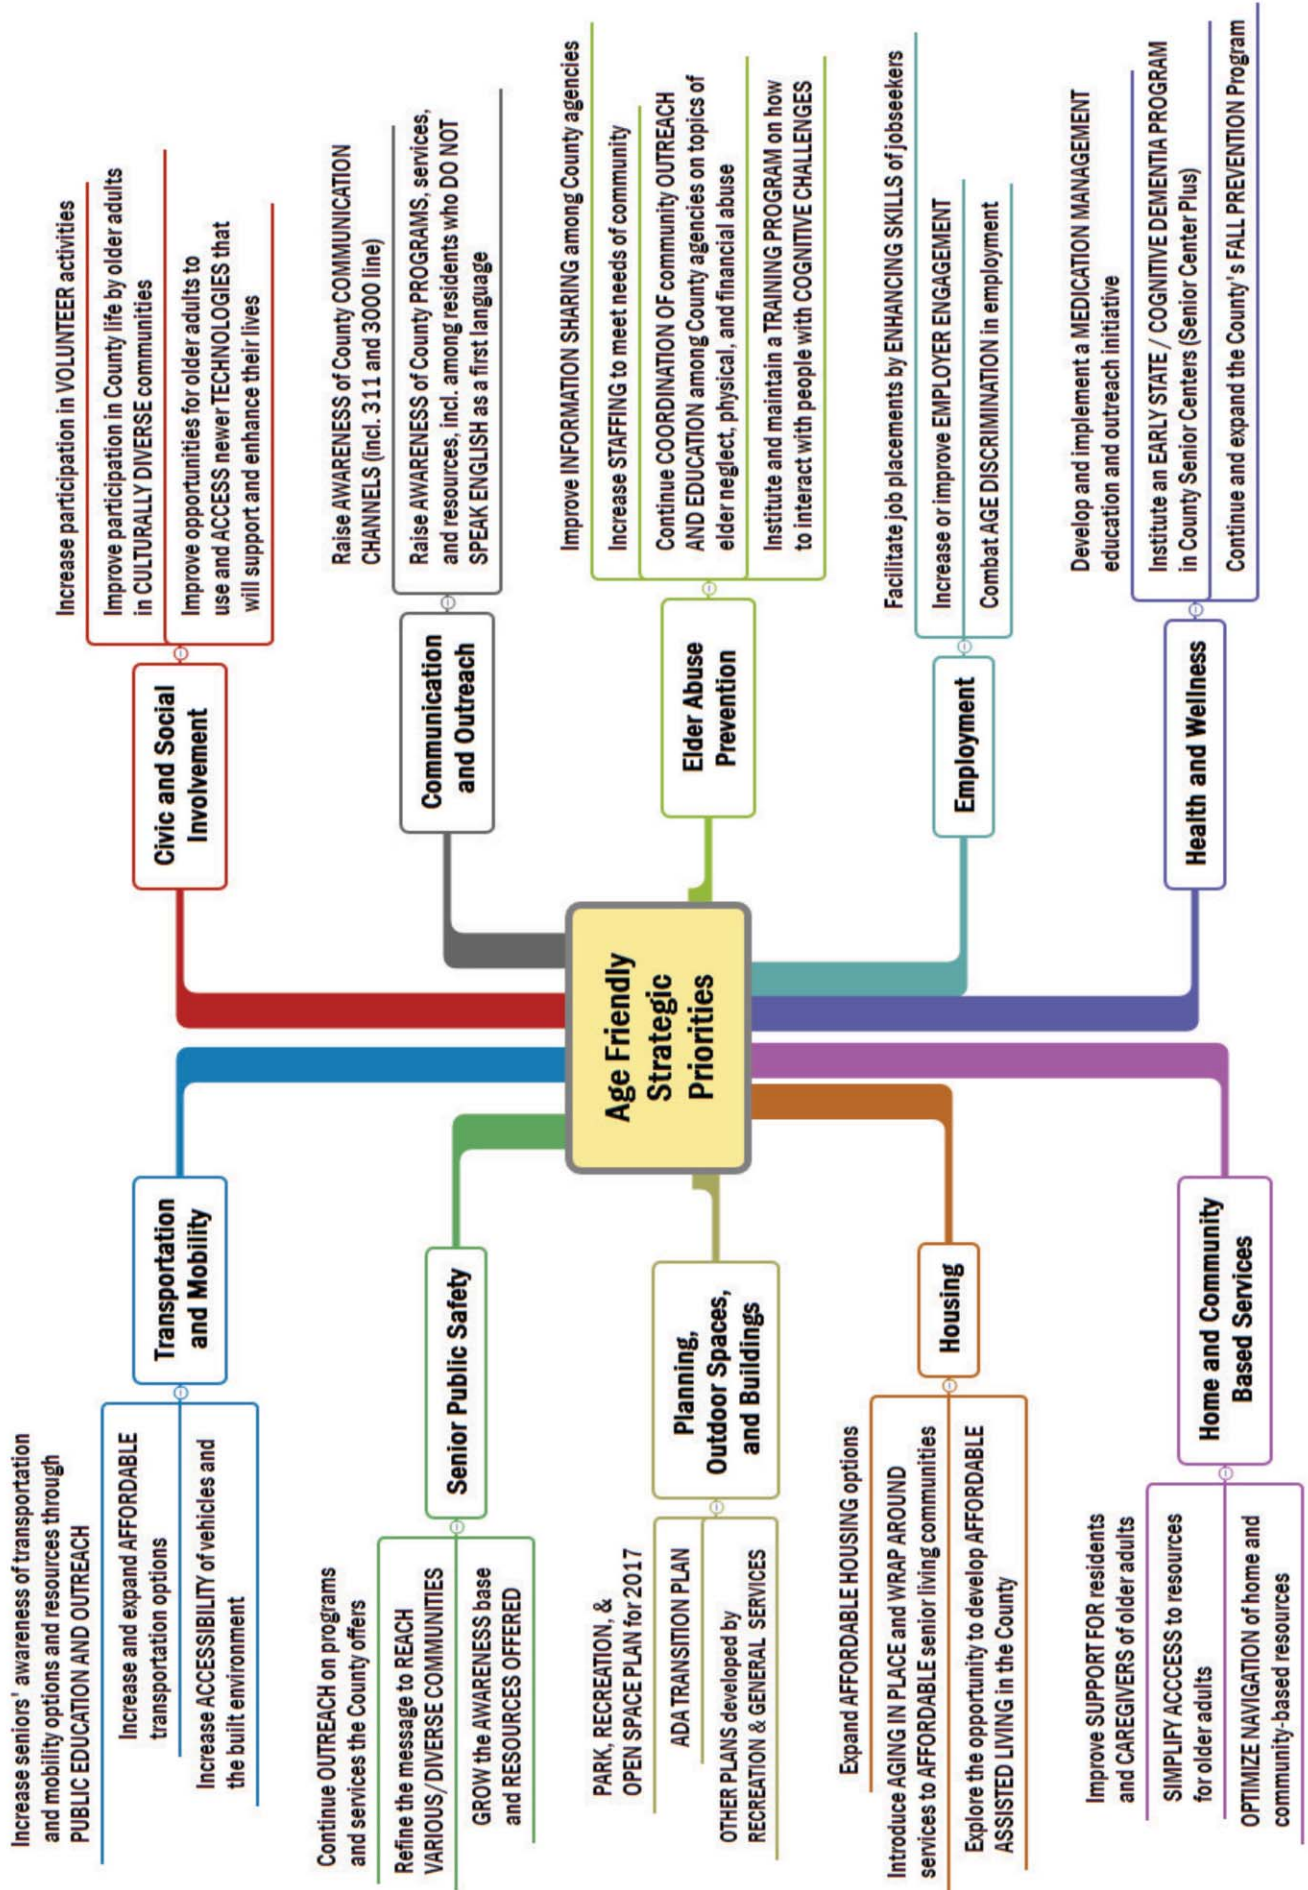 Age Friendly
Strategic
Priorities
Civic and Social
Involvement
Increase participation in VOLUNTEER activities
Improve participation in County life by older adults
in CULTURALLY DIVERSE communities
Improve opportunities for older adults to
use and ACCESS newer TECHNOLOGIES that
will support and enhance their lives
Communication
and Outreach
Raise AWARENESS of County COMMUNICATION
CHANNELS (incl. 311 and 3000 line)
Raise AWARENESS of County PROGRAMS, services,
and resources, incl. among residents who DO NOT
SPEAK ENGLISH as a first language
Elder Abuse
Prevention
Improve INFORMATION SHARING among County agencies
Increase STAFFING to meet needs of community
Continue COORDINATION OF community OUTREACH
AND EDUCATION among County agencies on topics of
elder neglect, physical, and financial abuse
Institute and maintain a TRAINING PROGRAM on how
to interact with people with COGNITIVE CHALLENGES
Employment
Facilitate job placements by ENHANCING SKILLS of jobseekers
Increase or improve EMPLOYER ENGAGEMENT
Combat AGE DISCRIMINATION in employment
Health and Wellness
Develop and implement a MEDICATION MANAGEMENT
education and outreach initiative
Institute an EARLY STATE / COGNITIVE DEMENTIA PROGRAM
in County Senior Centers (Senior Center Plus)
Continue and expand the County's FALL PREVENTION Program
Transportation
and Mobility
Increase seniors' awareness of transportation
and mobility options and resources through
PUBLIC EDUCATION AND OUTREACH
Increase and expand AFFORDABLE
transportation options
Increase ACCESSIBILITY of vehicles and
the built environment
Senior Public Safety
Continue OUTREACH on programs
and services the County offers
Refine the message to REACH
VARIOUS/DIVERSE COMMUNITIES
GROW the AWARENESS base
and RESOURCES OFFERED
Planning,
Outdoor Spaces,
and Buildings
PARK, RECREATION, &
OPEN SPACE PLAN for 2017
ADA TRANSITION PLAN
OTHER PLANS developed by
RECREATION & GENERAL SERVICES
Housing
Expand AFFORDABLE HOUSING options
Introduce AGING IN PLACE and WRAP AROUND
services to AFFORDABLE senior living communities
Explore the opportunity to develop AFFORDABLE
ASSISTED LIVING in the County
Home and Community
Based Services
Improve SUPPORT FOR residents
and CAREGIVERS of older adults
SIMPLIFY ACCESS to resources
for older adults
OPTIMIZE NAVIGATION of home and
community-based resources